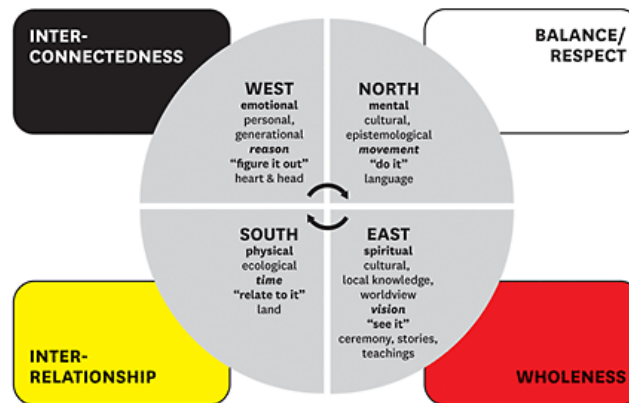 INTER-
CONNECTEDNESS
BALANCE/
RESPECT
WEST
emotional
personal,
generational
reason
“figure it out”
heart & head
NORTH
mental
cultural,
epistemological
movement
“do it”
language
SOUTH
physical
ecological
time
“relate to it”
land
EAST
spiritual
cultural,
local knowledge,
worldview
vision
“see it”
ceremony, stories,
teachings
INTER-
RELATIONSHIP
WHOLENESS